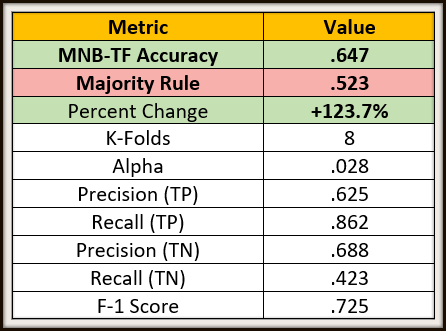 Metric Value
MNB-TF Accuracy .647
Majority Rule .523
Percent Change +123.7%
K-Folds 8
Alpha .028
Precision (TP) .625
Recall (TP) .862
Precision (TN) .688
Recall (TN) .423
F-1 Score .725